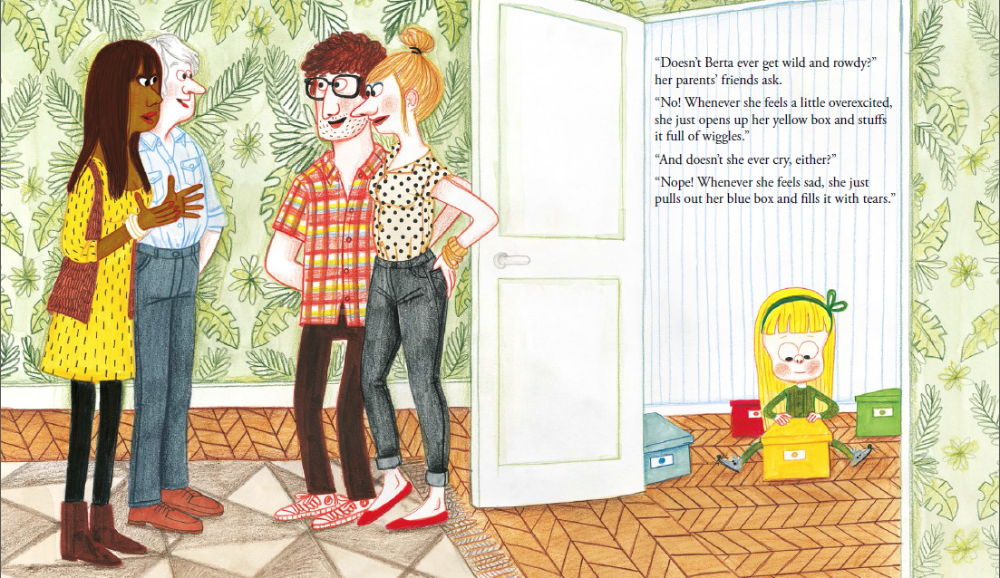 “Doesn’t Berta ever get wild and rowdy?”
her parents’ friends ask.
“No! Whenever she feels a little overexcited,
she just opens up her yellow box and stuffs
it full of wiggles.”
“And doesn’t she ever cry, either?”
“Nope! Whenever she feels sad, she just
pulls out her blue box and fills it with tears.”